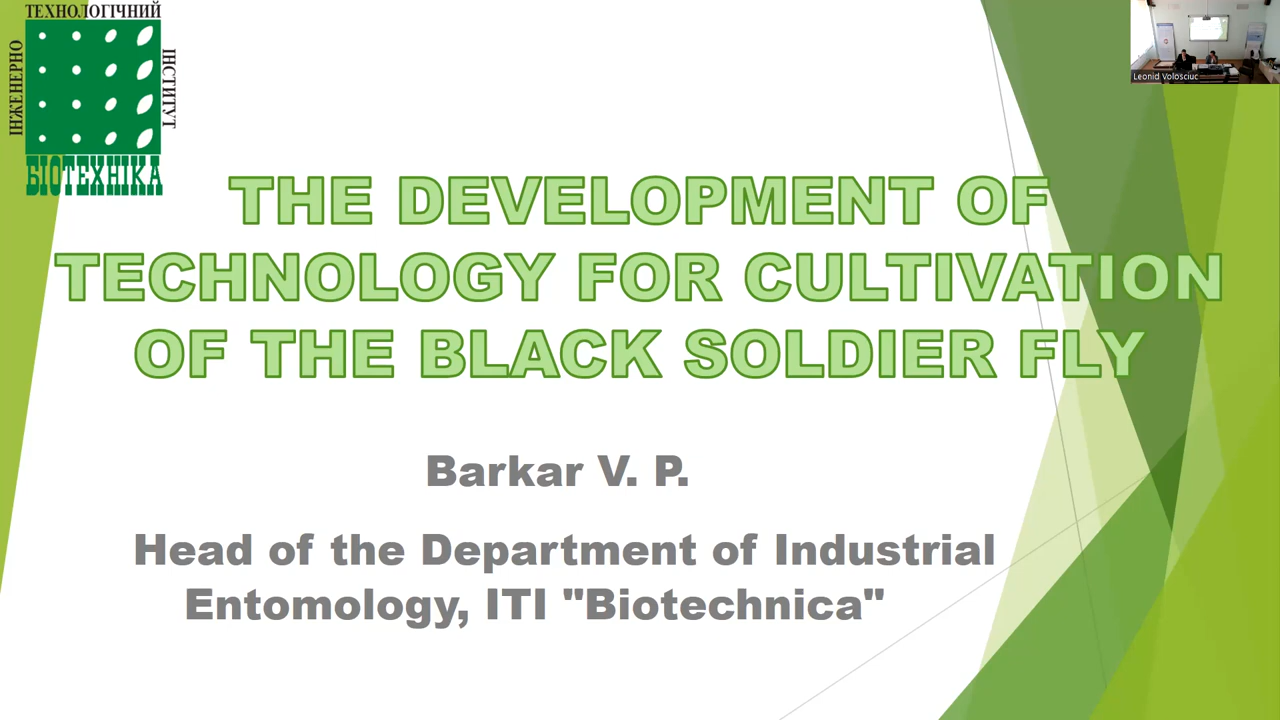 ТЕХНОЛОГІЧНИЙ
ІНЖЕНЕРНО
ІНСТИТУТ
БІОТЕХНІКА
Leonid Volosciuc
THE DEVELOPMENT OF
TECHNOLOGY FOR CULTIVATION
OF THE BLACK SOLDIER FLY
Barkar V. P.
Head of the Department of Industrial
Entomology, ITI "Biotechnica"